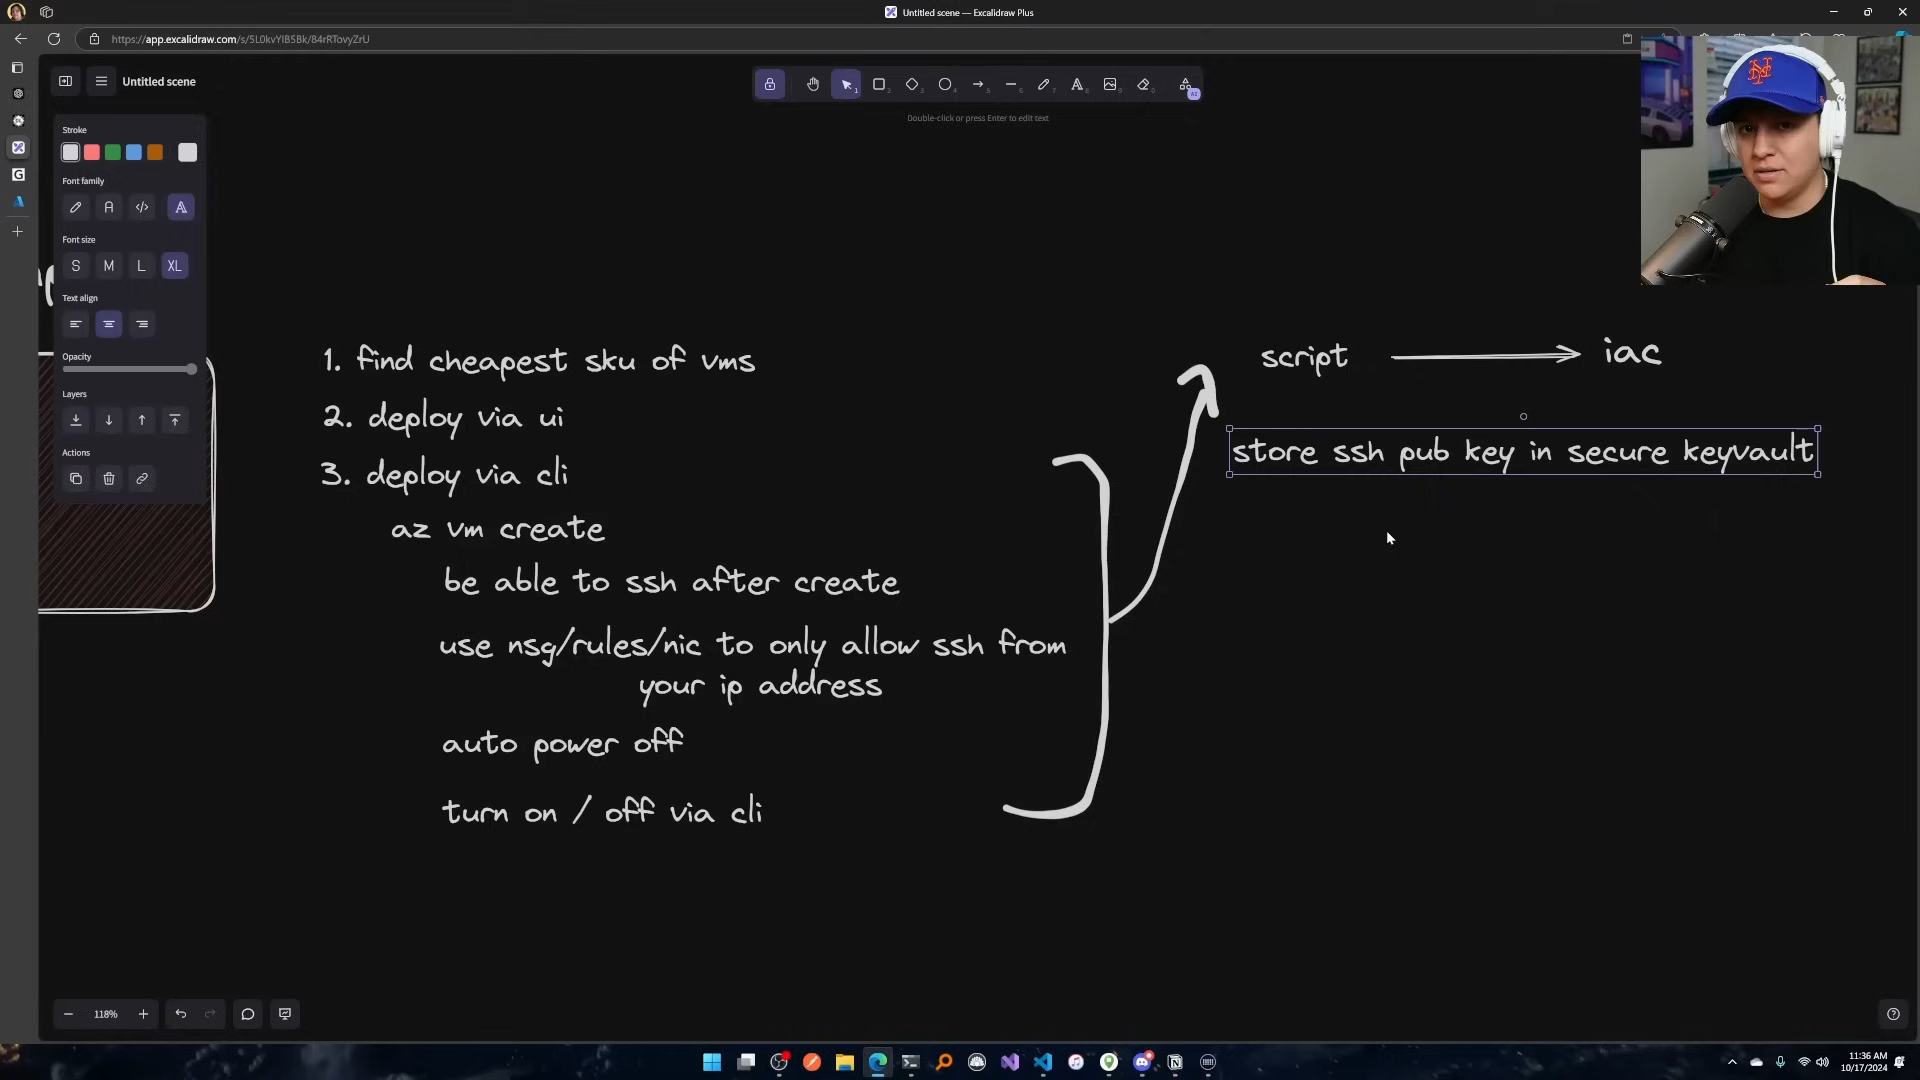 Untitled scene — Excalidraw Plus
https://app.excalidraw.com/s/5L0kvYIB5Bk/84rRTovyZrU
Untitled scene
Double-click or press Enter to edit text
Stroke
Font family
Font size
S M L XL
Text align
Opacity
Layers
Actions
1. find cheapest sku of vms
2. deploy via ui
3. deploy via cli
az vm create
be able to ssh after create
use nsg/rules/nic to only allow ssh from
your ip address
auto power off
turn on / off via cli
script
iac
store ssh pub key in secure keyvault
118%
11:36 AM
10/17/2024